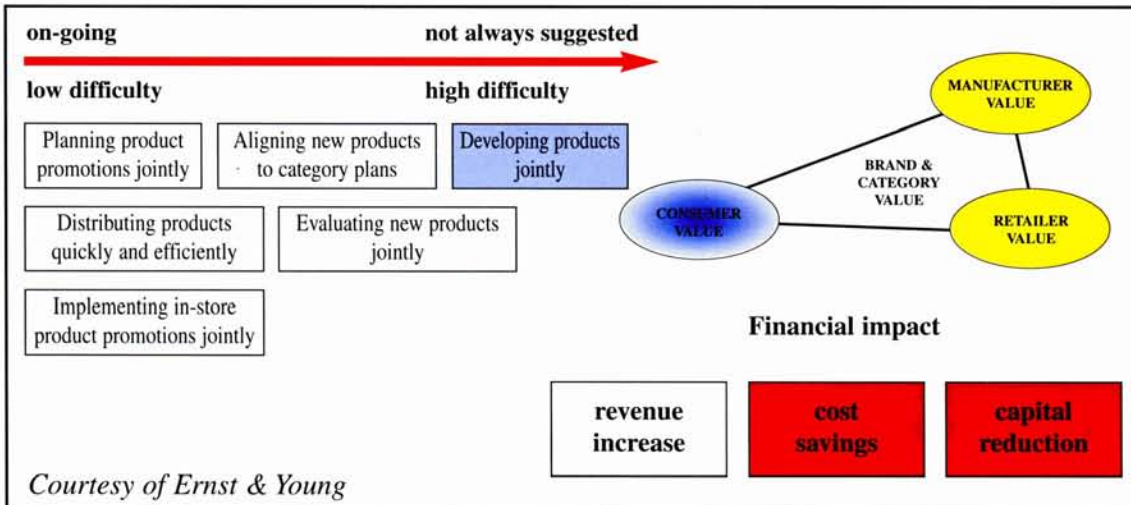 on-going
not always suggested
low difficulty
high difficulty
Planning product
promotions jointly
Aligning new products
to category plans
Developing products
jointly
Distributing products
quickly and efficiently
Evaluating new products
jointly
Implementing in-store
product promotions jointly
MANUFACTURER
VALUE
BRAND &
CATEGORY
VALUE
CONSUMER
VALUE
RETAILER
VALUE
Financial impact
revenue
increase
cost
savings
capital
reduction
Courtesy of Ernst & Young